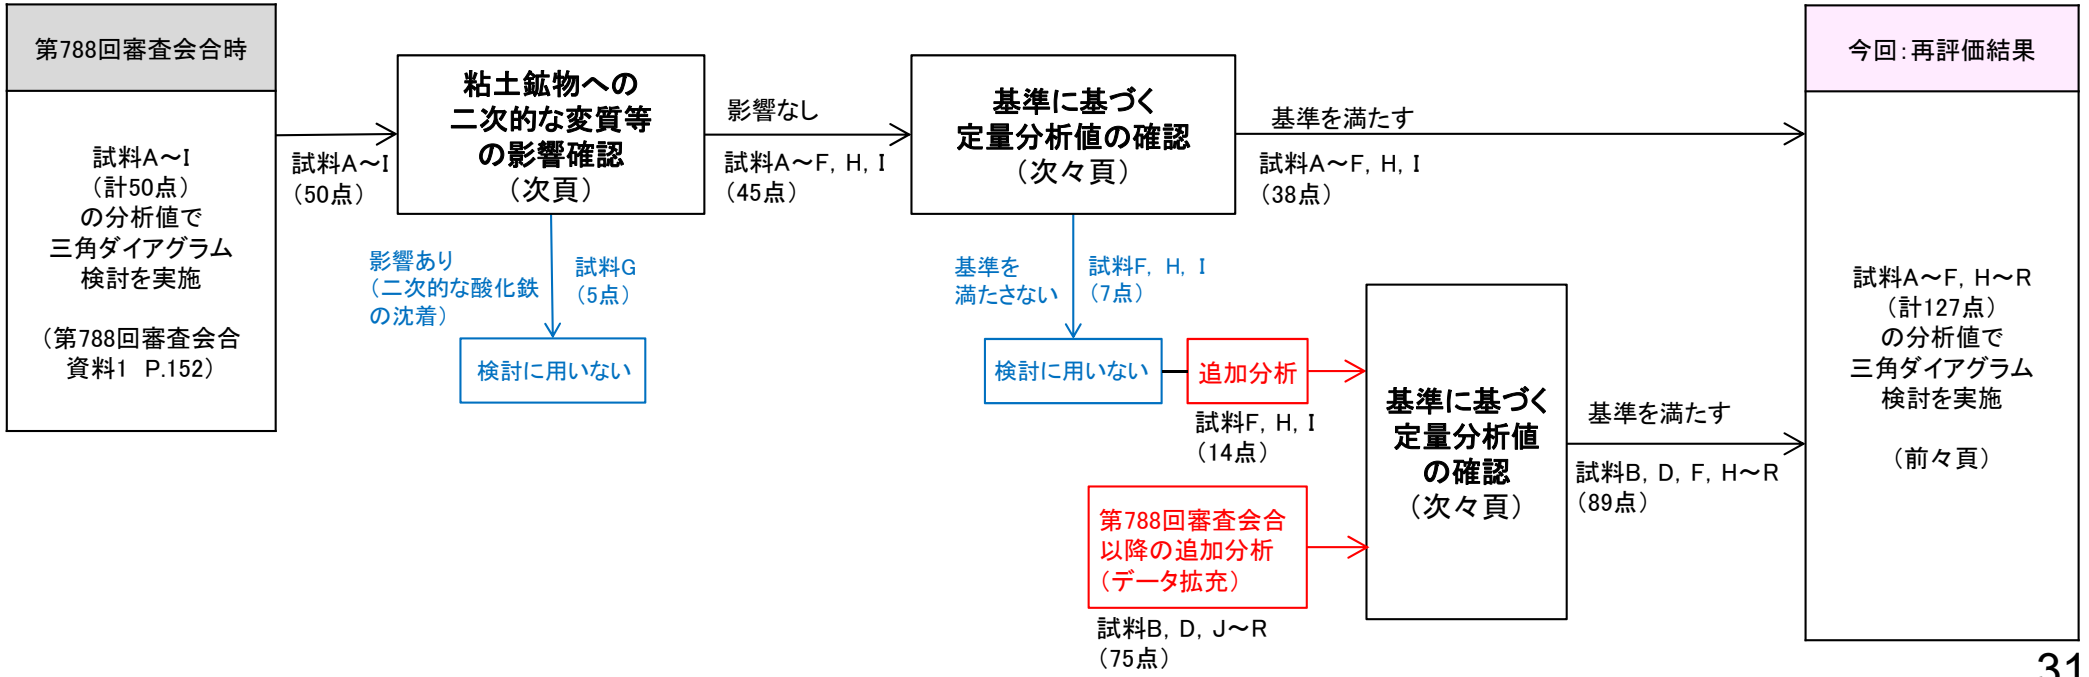 第788回審査会合時
試料A～I
（計50点）
の分析値で
三角ダイアグラム
検討を実施
（第788回審査会合
資料1 P.152）
試料A～I
（50点）
粘土鉱物への
二次的な変質等
の影響確認
（次頁）
影響なし
試料A～F, H, I
（45点）
影響あり
（二次的な酸化鉄
の沈着）
試料G
（5点）
検討に用いない
基準に基づく
定量分析値の確認
（次々頁）
基準を満たす
試料A～F, H, I
（38点）
基準を
満たさない
試料F, H, I
（7点）
検討に用いない
追加分析
試料F, H, I
（14点）
第788回審査会合
以降の追加分析
（データ拡充）
試料B, D, J～R
（75点）
基準に基づく
定量分析値
の確認
（次々頁）
基準を満たす
試料B, D, F, H～R
（89点）
今回：再評価結果
試料A～F, H～R
（計127点）
の分析値で
三角ダイアグラム
検討を実施
（前々頁）
31